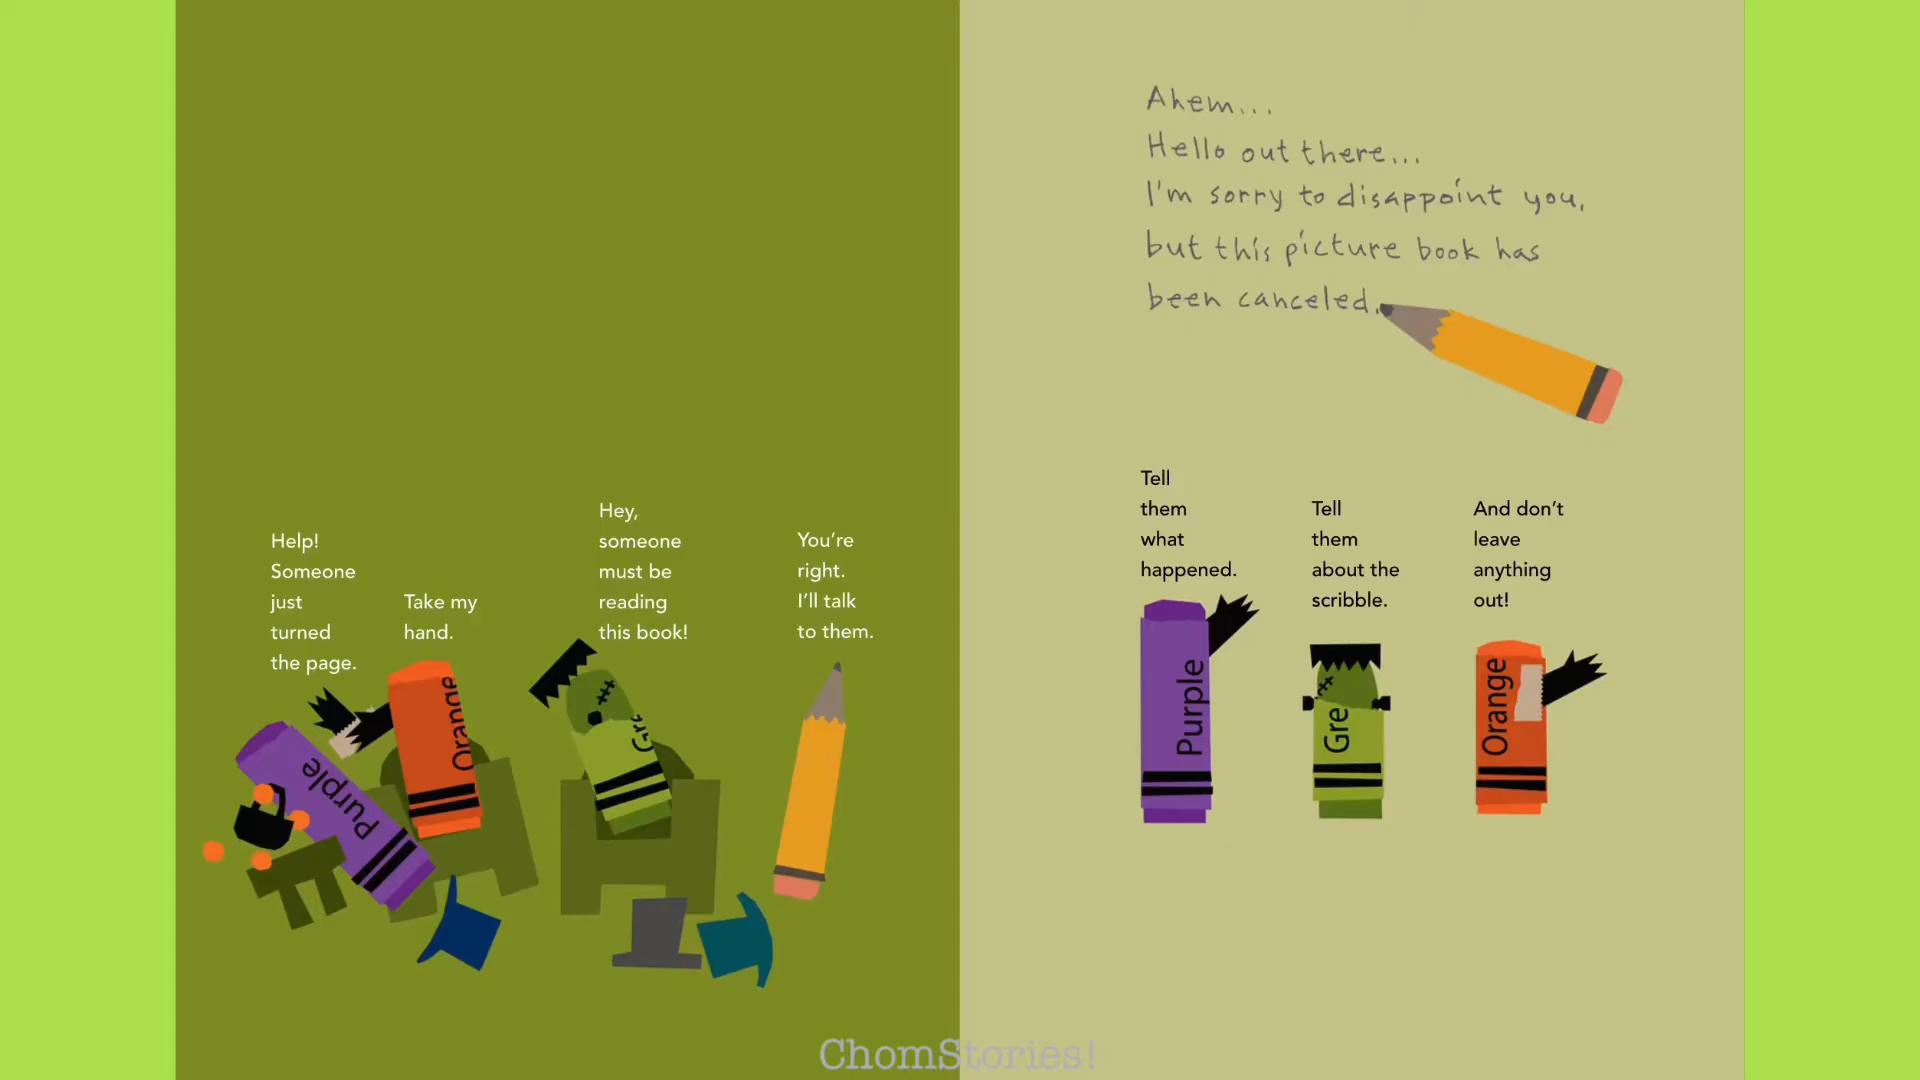 Help!
Someone
just
turned
the page.
Take my
hand.
Hey,
someone
must be
reading
this book!
You're
right.
I'll talk
to them.
Purple
Orange
Gre
Ahem...
Hello out there...
I'm sorry to disappoint you,
but this picture book has
been canceled.
Tell
them
what
happened.
Tell
them
about the
scribble.
And don't
leave
anything
out!
Purple
Gre
Orange
ChomStories!